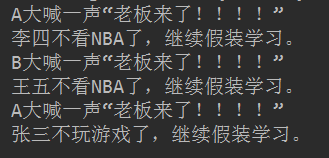 A大喊一声“老板来了！！！！”
李四不看NBA了，继续假装学习。
B大喊一声“老板来了！！！！”
王五不看NBA了，继续假装学习。
A大喊一声“老板来了！！！！”
张三不玩游戏了，继续假装学习。